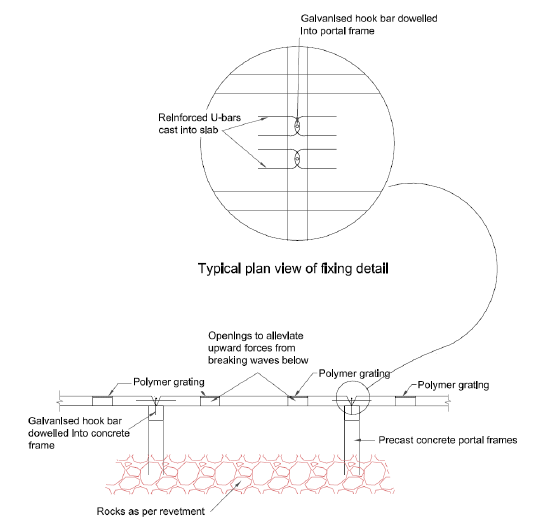 Galvanised hook bar dowelled
into portal frame
Reinforced U-bars
cast into slab
Typical plan view of fixing detail
Openings to alleviate
upward forces from
breaking waves below
Polymer grating
Polymer grating
Polymer grating
Galvanised hook bar
dowelled into concrete
frame
Precast concrete portal frames
Rocks as per revetment